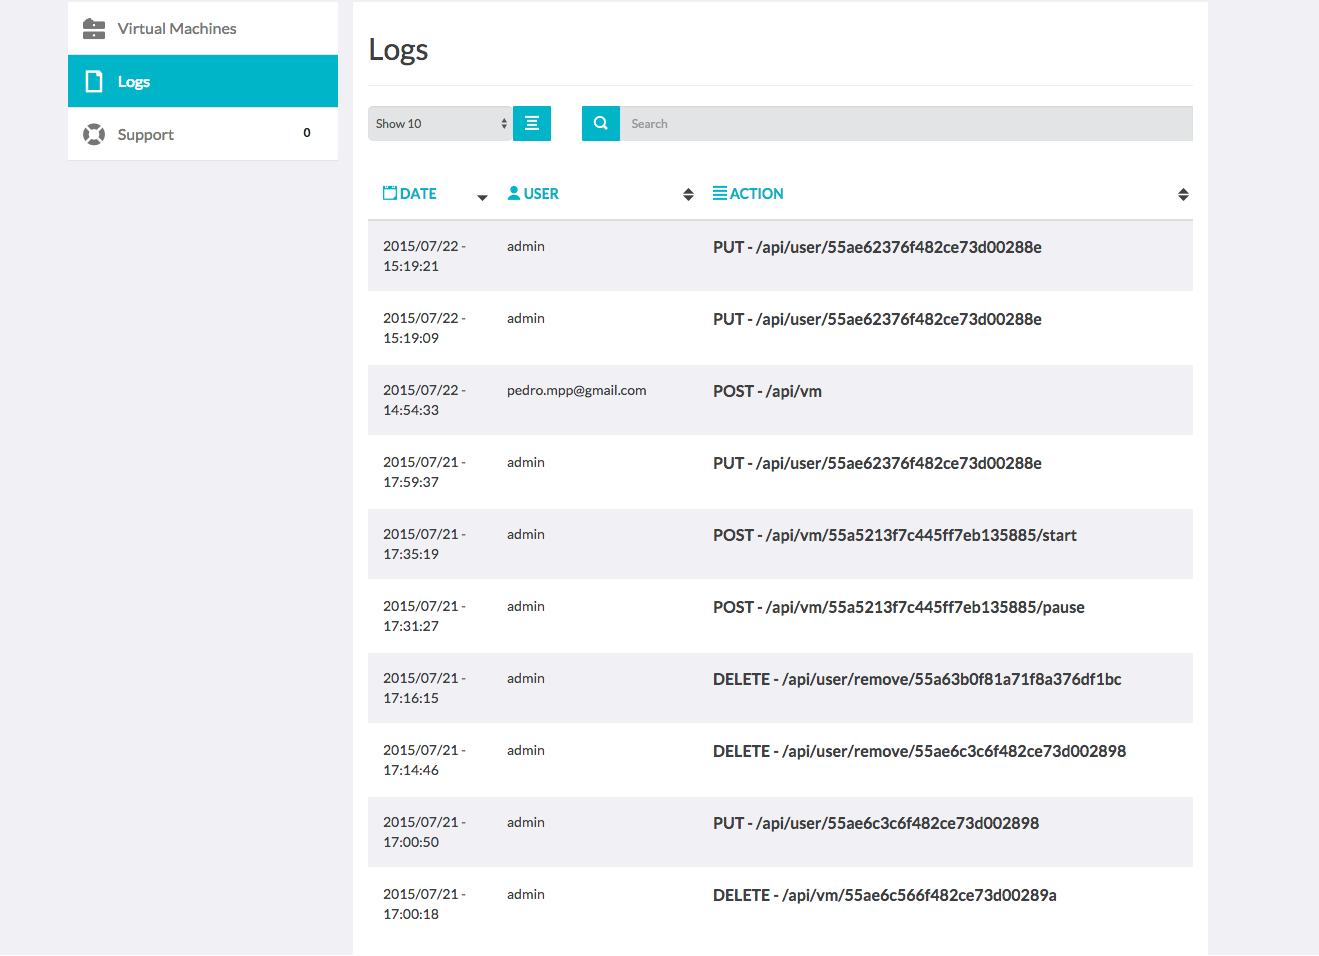 Virtual Machines
Logs
Support 0
Logs
Show 10
Search
DATE USER ACTION
2015/07/22 - admin PUT - /api/user/55ae62376f482ce73d00288e
15:19:21
2015/07/22 - admin PUT - /api/user/55ae62376f482ce73d00288e
15:19:09
2015/07/22 - pedro.mpp@gmail.com POST - /api/vm
14:54:33
2015/07/21 - admin PUT - /api/user/55ae62376f482ce73d00288e
17:59:37
2015/07/21 - admin POST - /api/vm/55a5213f7c445ff7eb135885/start
17:35:19
2015/07/21 - admin POST - /api/vm/55a5213f7c445ff7eb135885/pause
17:31:27
2015/07/21 - admin DELETE - /api/user/remove/55a63b0f81a71f8a376df1bc
17:16:15
2015/07/21 - admin DELETE - /api/user/remove/55ae6c3c6f482ce73d002898
17:14:46
2015/07/21 - admin PUT - /api/user/55ae6c3c6f482ce73d002898
17:00:50
2015/07/21 - admin DELETE - /api/vm/55ae6c566f482ce73d00289a
17:00:18